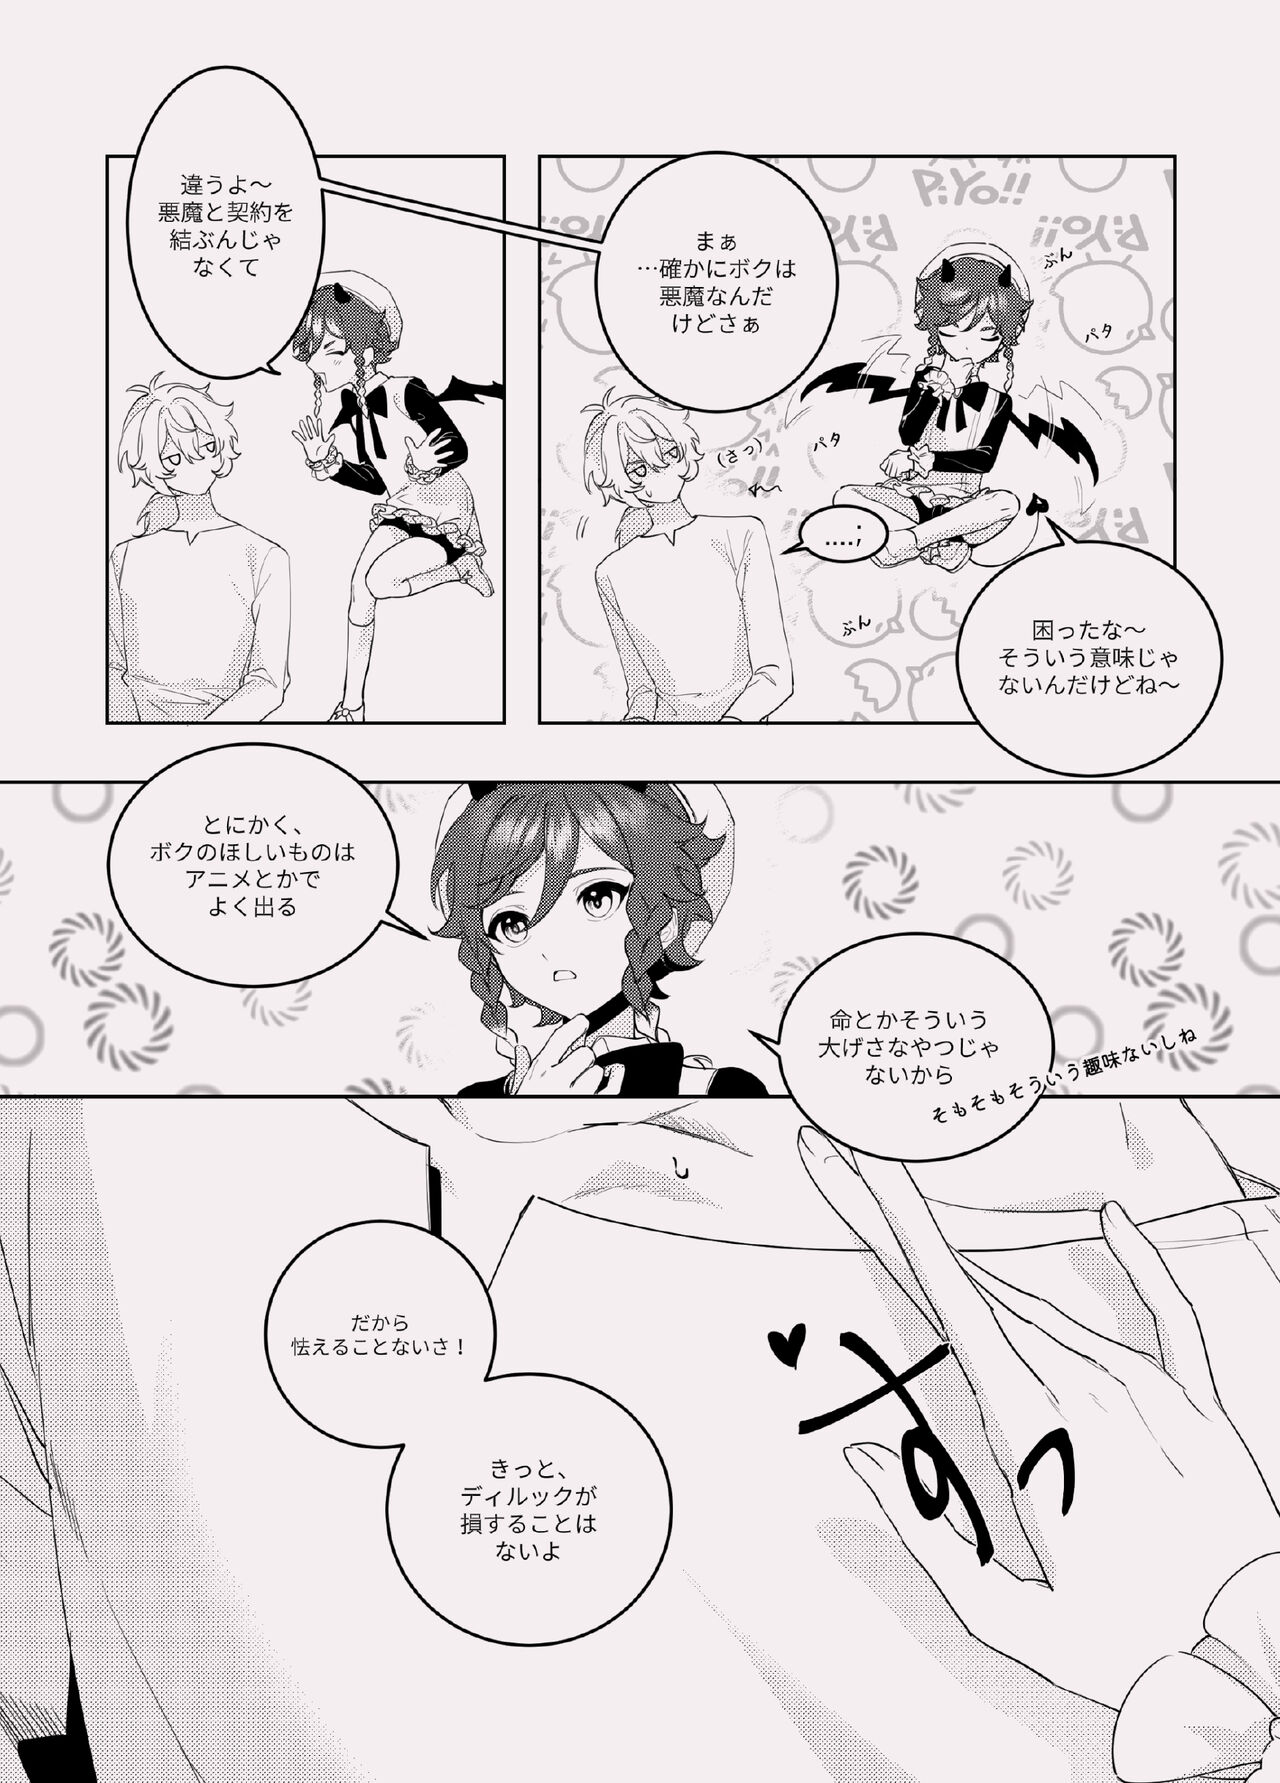 違うよ〜
悪魔と契約を
結ぶんじゃ
なくて
まぁ
…確かにボクは
悪魔なんだ
けどさぁ
PiYo!!
PiYo!!
PiYo!!
PiYo!!
ぶん
パタ
パタ
(さっ)
....;
ぶん
困ったな〜
そういう意味じゃ
ないんだけどね〜
とにかく、
ボクのほしいものは
アニメとかで
よく出る
命とかそういう
大げさなやつじゃ
ないから
そもそもそういう趣味ないしね
だから
怯えることないさ！
きっと、
ディルックが
損することは
ないよ
すっ